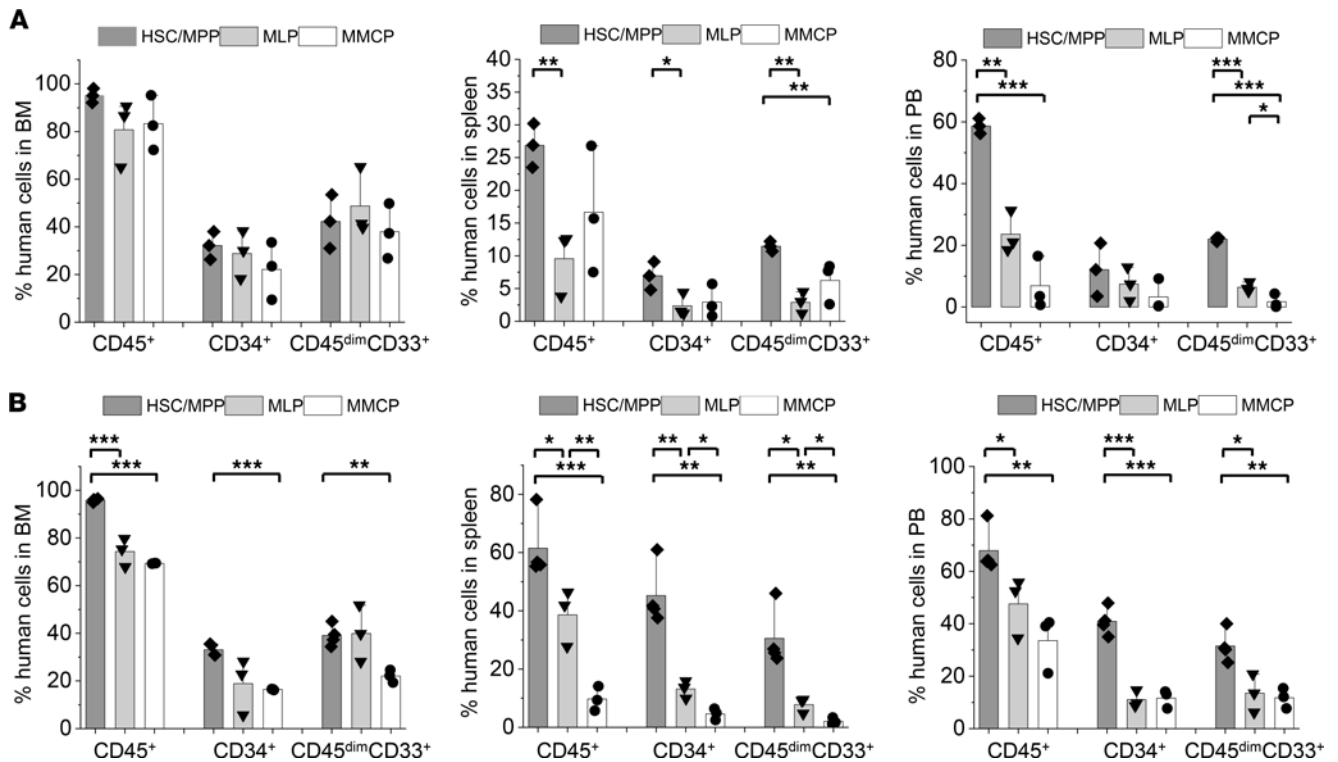 A
HSC/MPP MLP MMCP
% human cells in BM
100
80
60
40
20
0
CD45+ CD34+ CD45dimCD33+
HSC/MPP MLP MMCP
** * **
**
% human cells in spleen
40
35
30
25
20
15
10
5
0
CD45+ CD34+ CD45dimCD33+
HSC/MPP MLP MMCP
** ***
*** ***
*
% human cells in PB
80
60
40
20
0
CD45+ CD34+ CD45dimCD33+
B
HSC/MPP MLP MMCP
***
*** *** **
% human cells in BM
100
80
60
40
20
0
CD45+ CD34+ CD45dimCD33+
HSC/MPP MLP MMCP
* ** ** * * *
*** ** **
% human cells in spleen
80
60
40
20
0
CD45+ CD34+ CD45dimCD33+
HSC/MPP MLP MMCP
* *** *
** *** **
% human cells in PB
100
80
60
40
20
0
CD45+ CD34+ CD45dimCD33+